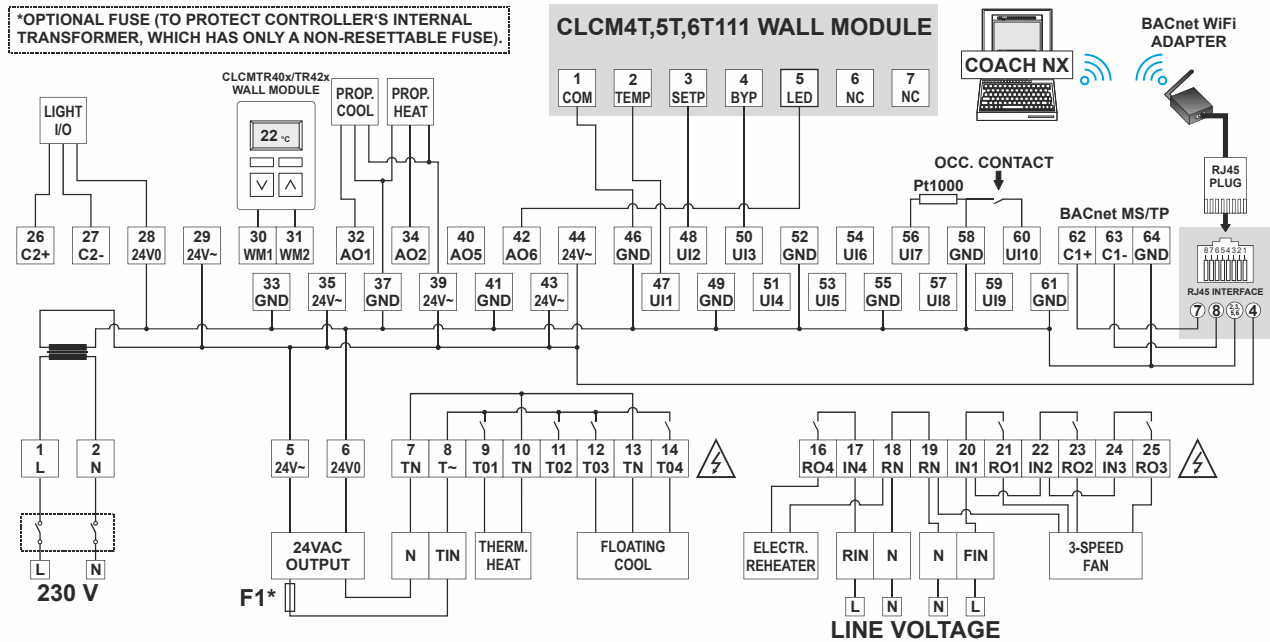 *OPTIONAL FUSE (TO PROTECT CONTROLLER'S INTERNAL
TRANSFORMER, WHICH HAS ONLY A NON-RESETTABLE FUSE).
CLCM4T,5T,6T111 WALL MODULE
1 COM
2 TEMP
3 SETP
4 BYP
5 LED
6 NC
7 NC
COACH NX
BACnet WiFi
ADAPTER
RJ45
PLUG
LIGHT
I/O
CLCMTR40x/TR42x
WALL MODULE
22 °C
PROP.
COOL
PROP.
HEAT
OCC. CONTACT
Pt1000
BACnet MS/TP
26 C2+
27 C2-
28 24V0
29 24V~
30 WM1
31 WM2
32 AO1
34 AO2
40 AO5
42 AO6
44 24V~
46 GND
48 UI2
50 UI3
52 GND
54 UI6
56 UI7
58 GND
60 UI10
62 C1+
63 C1-
64 GND
87654321
RJ45 INTERFACE
7 8 2,3, 5,6 4
33 GND
35 24V~
37 GND
39 24V~
41 GND
43 24V~
47 UI1
49 GND
51 UI4
53 UI5
55 GND
57 UI8
59 UI9
61 GND
1 L
2 N
5 24V~
6 24V0
7 TN
8 T~
9 T01
10 TN
11 T02
12 T03
13 TN
14 T04
16 RO4
17 IN4
18 RN
19 RN
20 IN1
21 RO1
22 IN2
23 RO2
24 IN3
25 RO3
L
N
230 V
24VAC
OUTPUT
F1*
N
TIN
THERM.
HEAT
FLOATING
COOL
ELECTR.
REHEATER
RIN
N
N
FIN
3-SPEED
FAN
L
N
N
L
LINE VOLTAGE